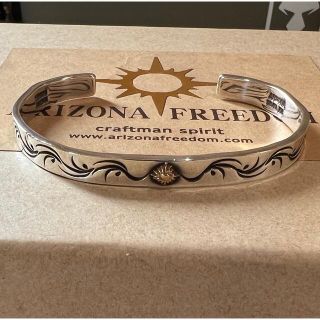 ARIZONA FREEDOM
craftman spirit
www.arizonafreedom.com